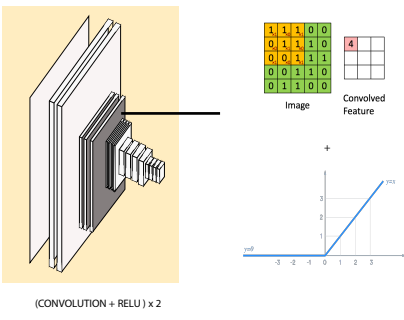 1 1 1 0 0
0 1 1 1 0
0 0 1 1 1
0 0 1 1 0
0 1 1 0 0
4
Image
Convolved
Feature
+
y=x
3
2
1
y=0
-3 -2 -1 0 1 2 3
(CONVOLUTION + RELU ) x 2